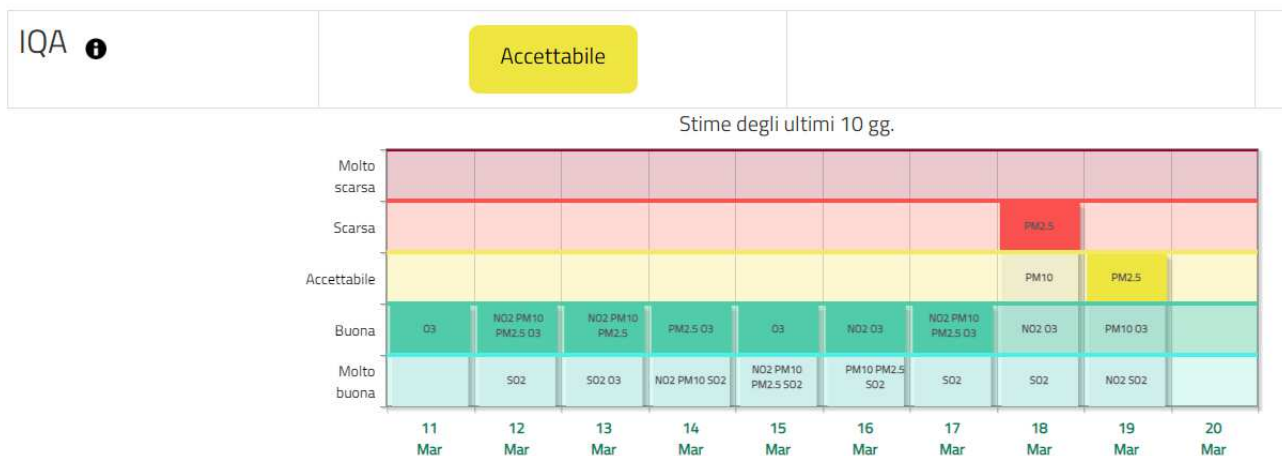 IQA
Accettabile
Stime degli ultimi 10 gg.
Molto
scarsa
PM2.5
Scarsa
Accettabile
PM10
PM2.5
Buona
O3
NO2 PM10
PM2.5 O3
NO2 PM10
PM2.5
PM2.5 O3
O3
NO2 O3
NO2 PM10
PM2.5 O3
NO2 O3
PM10 O3
Molto
buona
SO2
SO2 O3
NO2 PM10 SO2
NO2 PM10
PM2.5 SO2
PM10 PM2.5
SO2
SO2
SO2
NO2 SO2
11
Mar
12
Mar
13
Mar
14
Mar
15
Mar
16
Mar
17
Mar
18
Mar
19
Mar
20
Mar